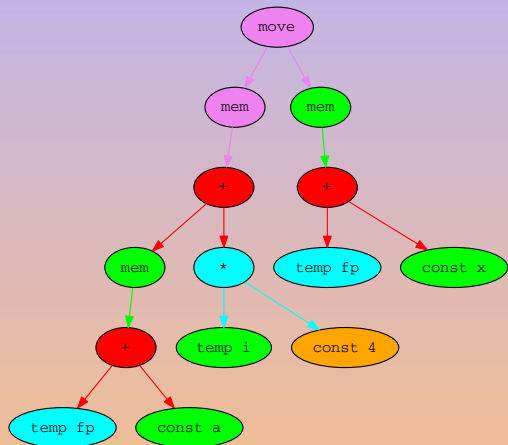 move
mem mem
+ +
mem * temp fp const x
+ temp i const 4
temp fp const a